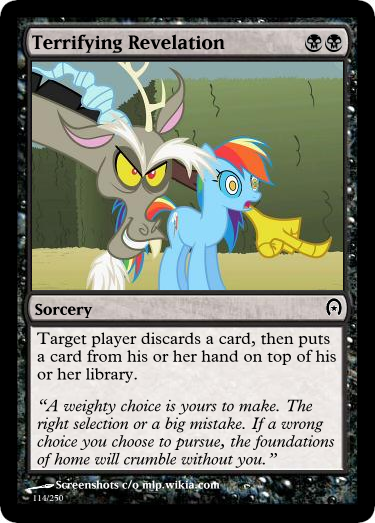 Terrifying Revelation
Sorcery
Target player discards a card, then puts
a card from his or her hand on top of his
or her library.
“A weighty choice is yours to make. The
right selection or a big mistake. If a wrong
choice you choose to pursue, the foundations
of home will crumble without you.”
Screenshots c/o mlp.wikia.com
114/250